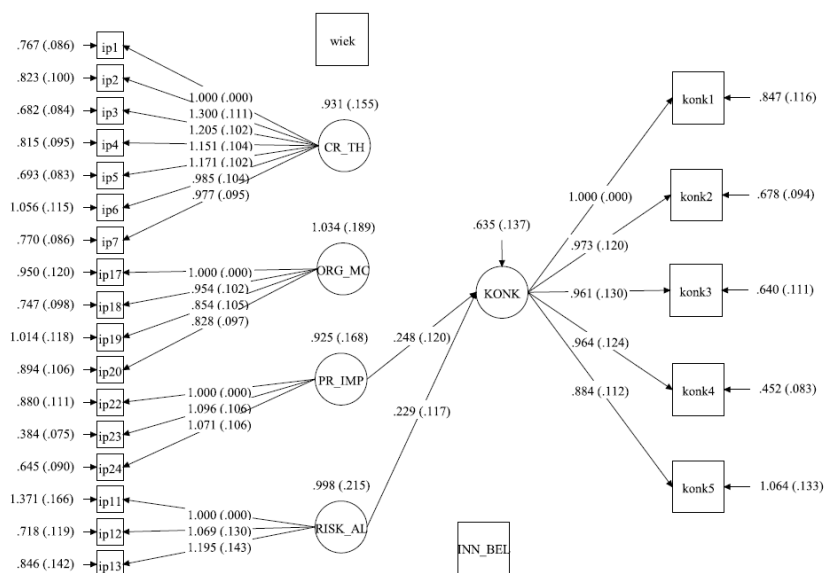 wiek
.767 (.086) ip1
.823 (.100) ip2
.682 (.084) ip3
.815 (.095) ip4
.693 (.083) ip5
1.056 (.115) ip6
.770 (.086) ip7
.950 (.120) ip17
.747 (.098) ip18
1.014 (.118) ip19
.894 (.106) ip20
.880 (.111) ip22
.384 (.075) ip23
.645 (.090) ip24
1.371 (.166) ip11
.718 (.119) ip12
.846 (.142) ip13
1.000 (.000)
1.300 (.111)
1.205 (.102)
1.151 (.104)
1.171 (.102)
.985 (.104)
.977 (.095)
.931 (.155)
CR_TH
1.000 (.000)
.954 (.102)
.854 (.105)
.828 (.097)
1.034 (.189)
ORG_MC
1.000 (.000)
1.096 (.106)
1.071 (.106)
.925 (.168)
PR_IMP
1.000 (.000)
1.069 (.130)
1.195 (.143)
.998 (.215)
RISK_AL
.248 (.120)
.229 (.117)
.635 (.137)
KONK
INN_BEL
1.000 (.000)
.973 (.120)
.961 (.130)
.964 (.124)
.884 (.112)
konk1 .847 (.116)
konk2 .678 (.094)
konk3 .640 (.111)
konk4 .452 (.083)
konk5 1.064 (.133)